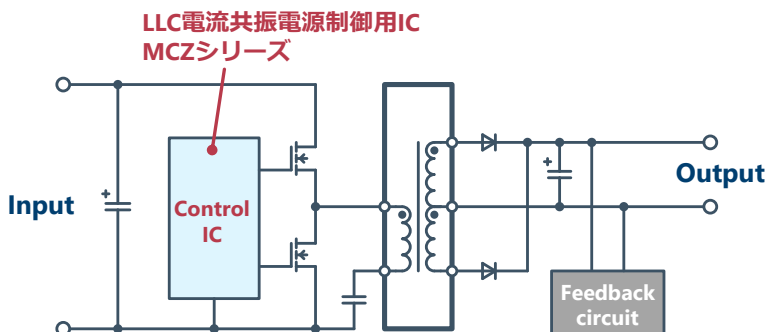 LLC電流共振電源制御用IC
MCZシリーズ
+
+
Input
Control
IC
Output
Feedback
circuit